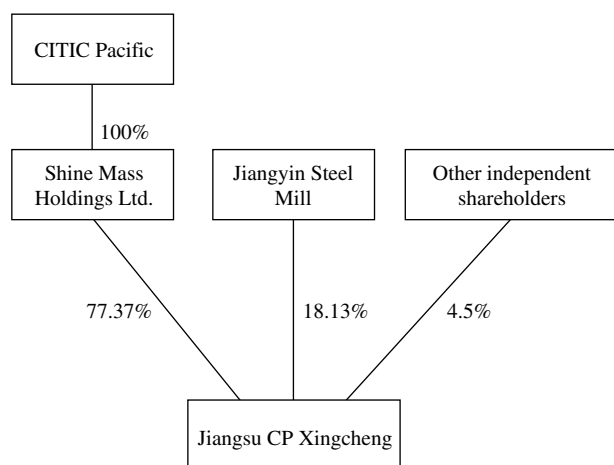 CITIC Pacific
100%
Shine Mass
Holdings Ltd.
Jiangyin Steel
Mill
Other independent
shareholders
77.37%
18.13%
4.5%
Jiangsu CP Xingcheng